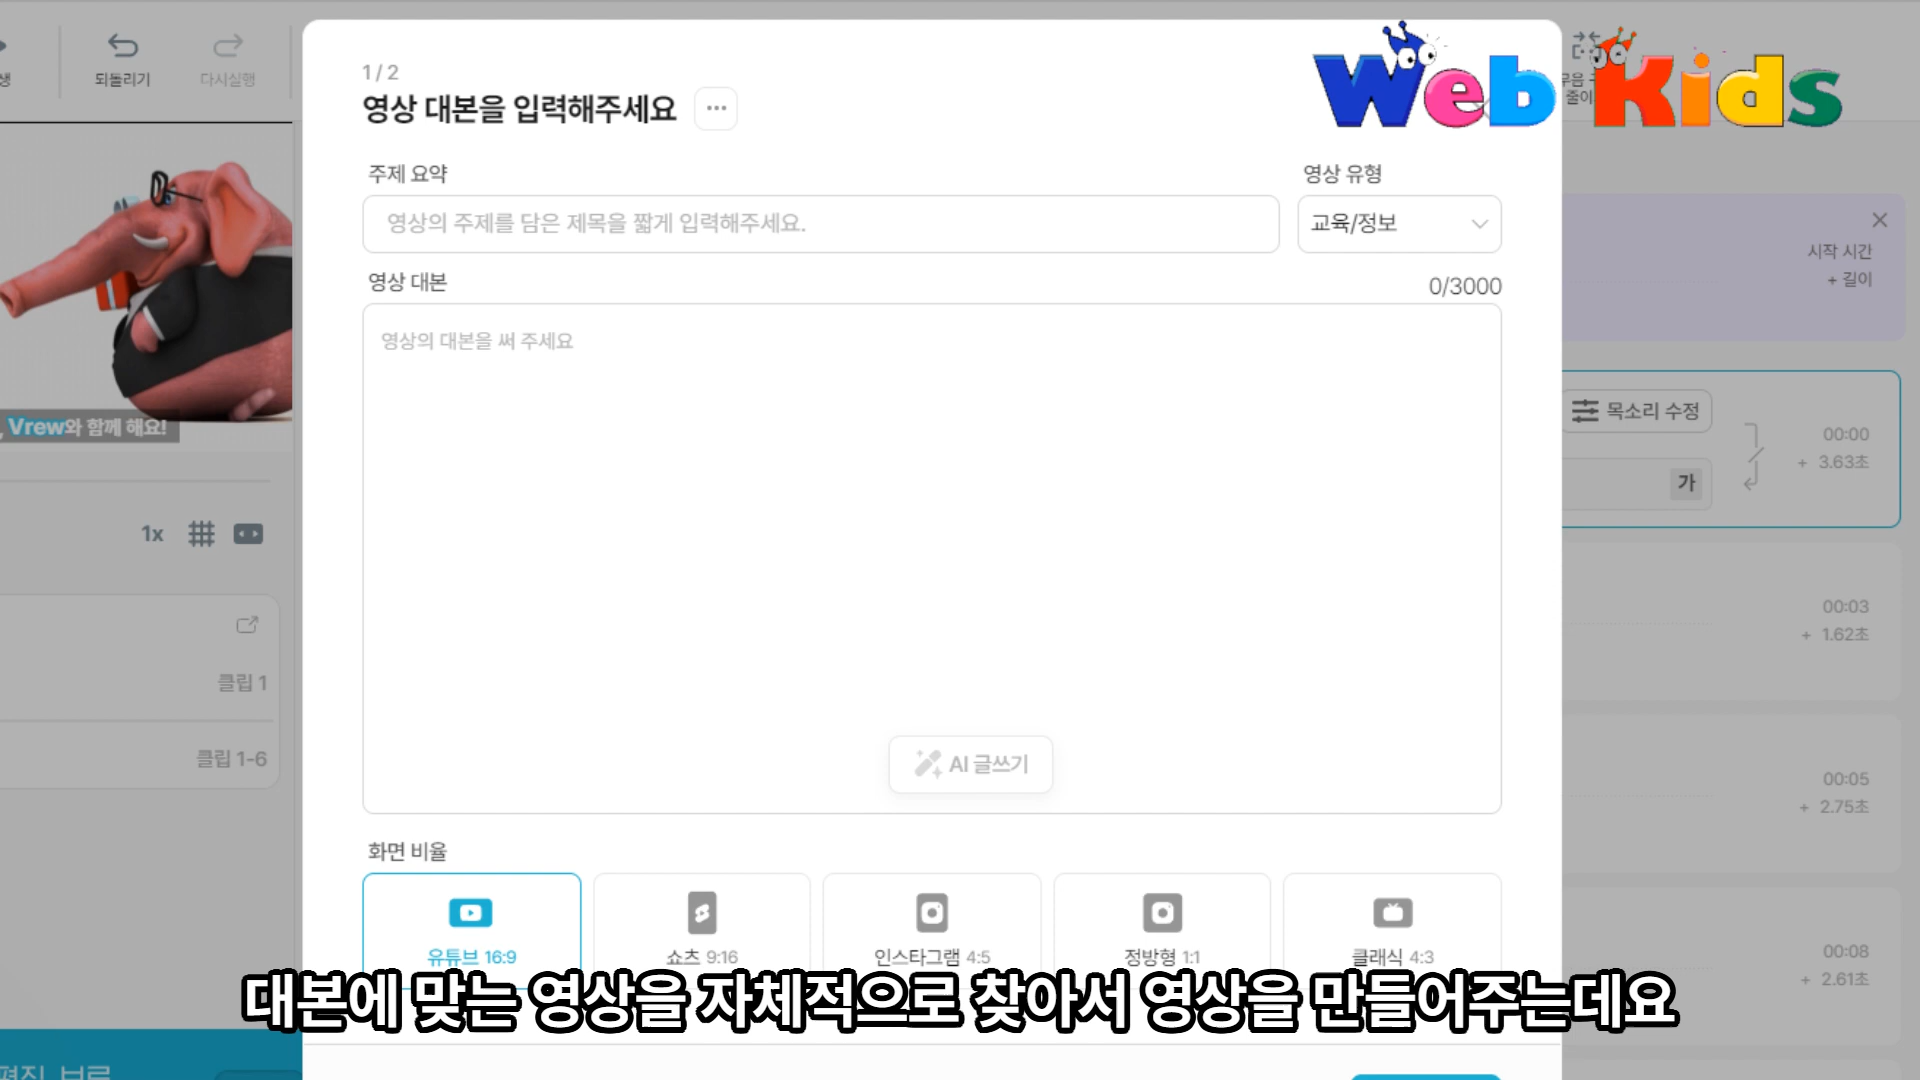 생
되돌리기
다시실행
1 / 2
영상 대본을 입력해주세요
Web Kids
줄이
주제 요약
영상 유형
영상의 주제를 담은 제목을 짧게 입력해주세요.
교육/정보
시작 시간
+ 길이
영상 대본
0/3000
영상의 대본을 써 주세요
, Vrew와 함께 해요!
목소리 수정
00:00
+ 3.63초
가
1x
00:03
+ 1.62초
클립 1
클립 1-6
AI 글쓰기
00:05
+ 2.75초
화면 비율
유튜브 16:9
쇼츠 9:16
인스타그램 4:5
정방형 1:1
클래식 4:3
00:08
+ 2.61초
대본에 맞는 영상을 자체적으로 찾아서 영상을 만들어주는데요